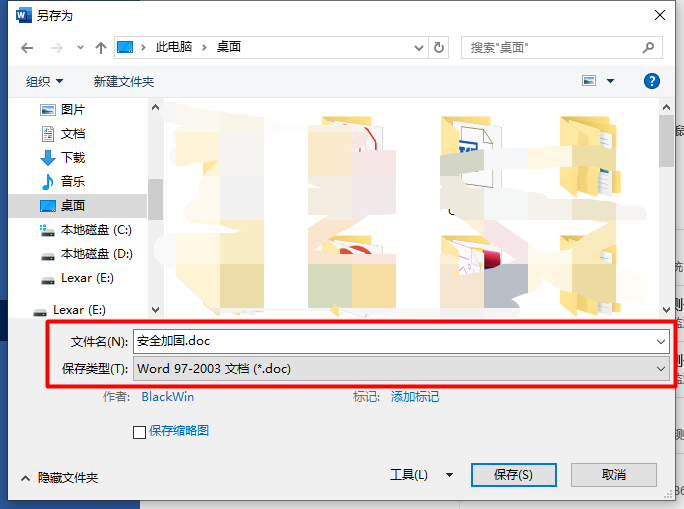 另存为
此电脑 › 桌面
搜索"桌面"
组织
新建文件夹
图片
文档
下载
音乐
桌面
本地磁盘 (C:)
本地磁盘 (D:)
Lexar (E:)
Lexar (E:)
文件名(N): 安全加固.doc
保存类型(T): Word 97-2003 文档 (*.doc)
作者: BlackWin
标记: 添加标记
保存缩略图
隐藏文件夹
工具(L)
保存(S)
取消